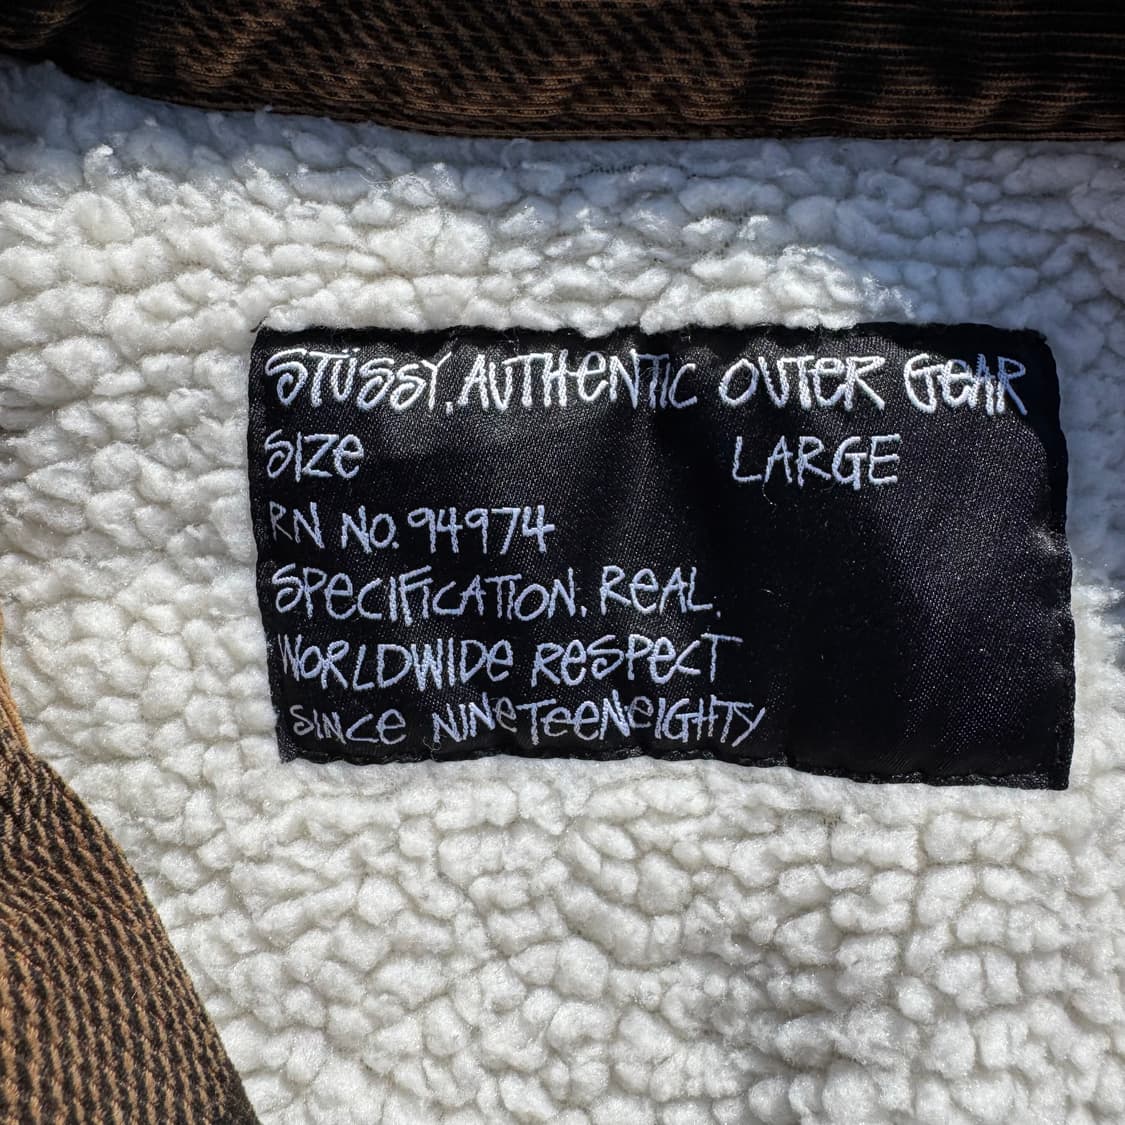 STÜSSY. AUTHENTIC OUTER GEAR
SIZE LARGE
RN NO. 94974
SPECIFICATION. REAL.
WORLDWIDE RESPECT
SINCE NINETEENEIGHTY